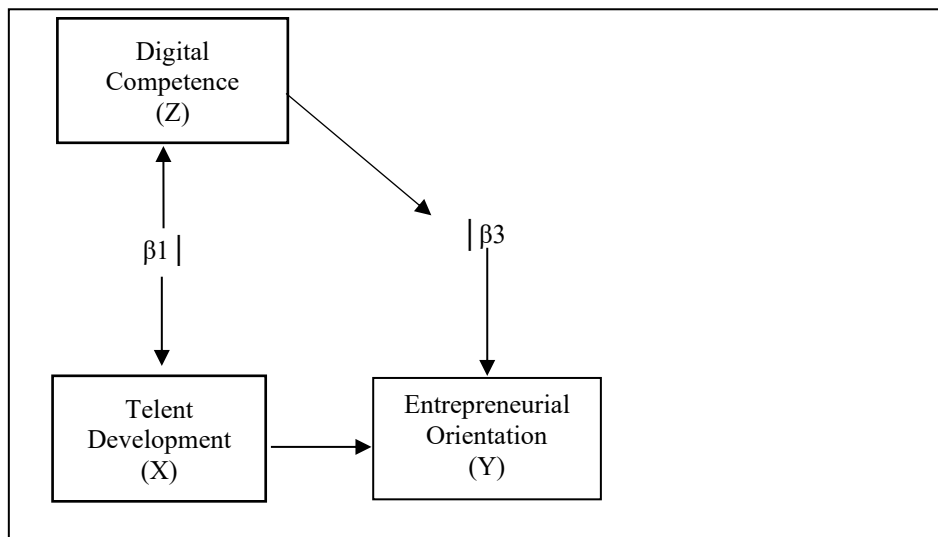 Digital
Competence
(Z)
β1
β3
Telent
Development
(X)
Entrepreneurial
Orientation
(Y)